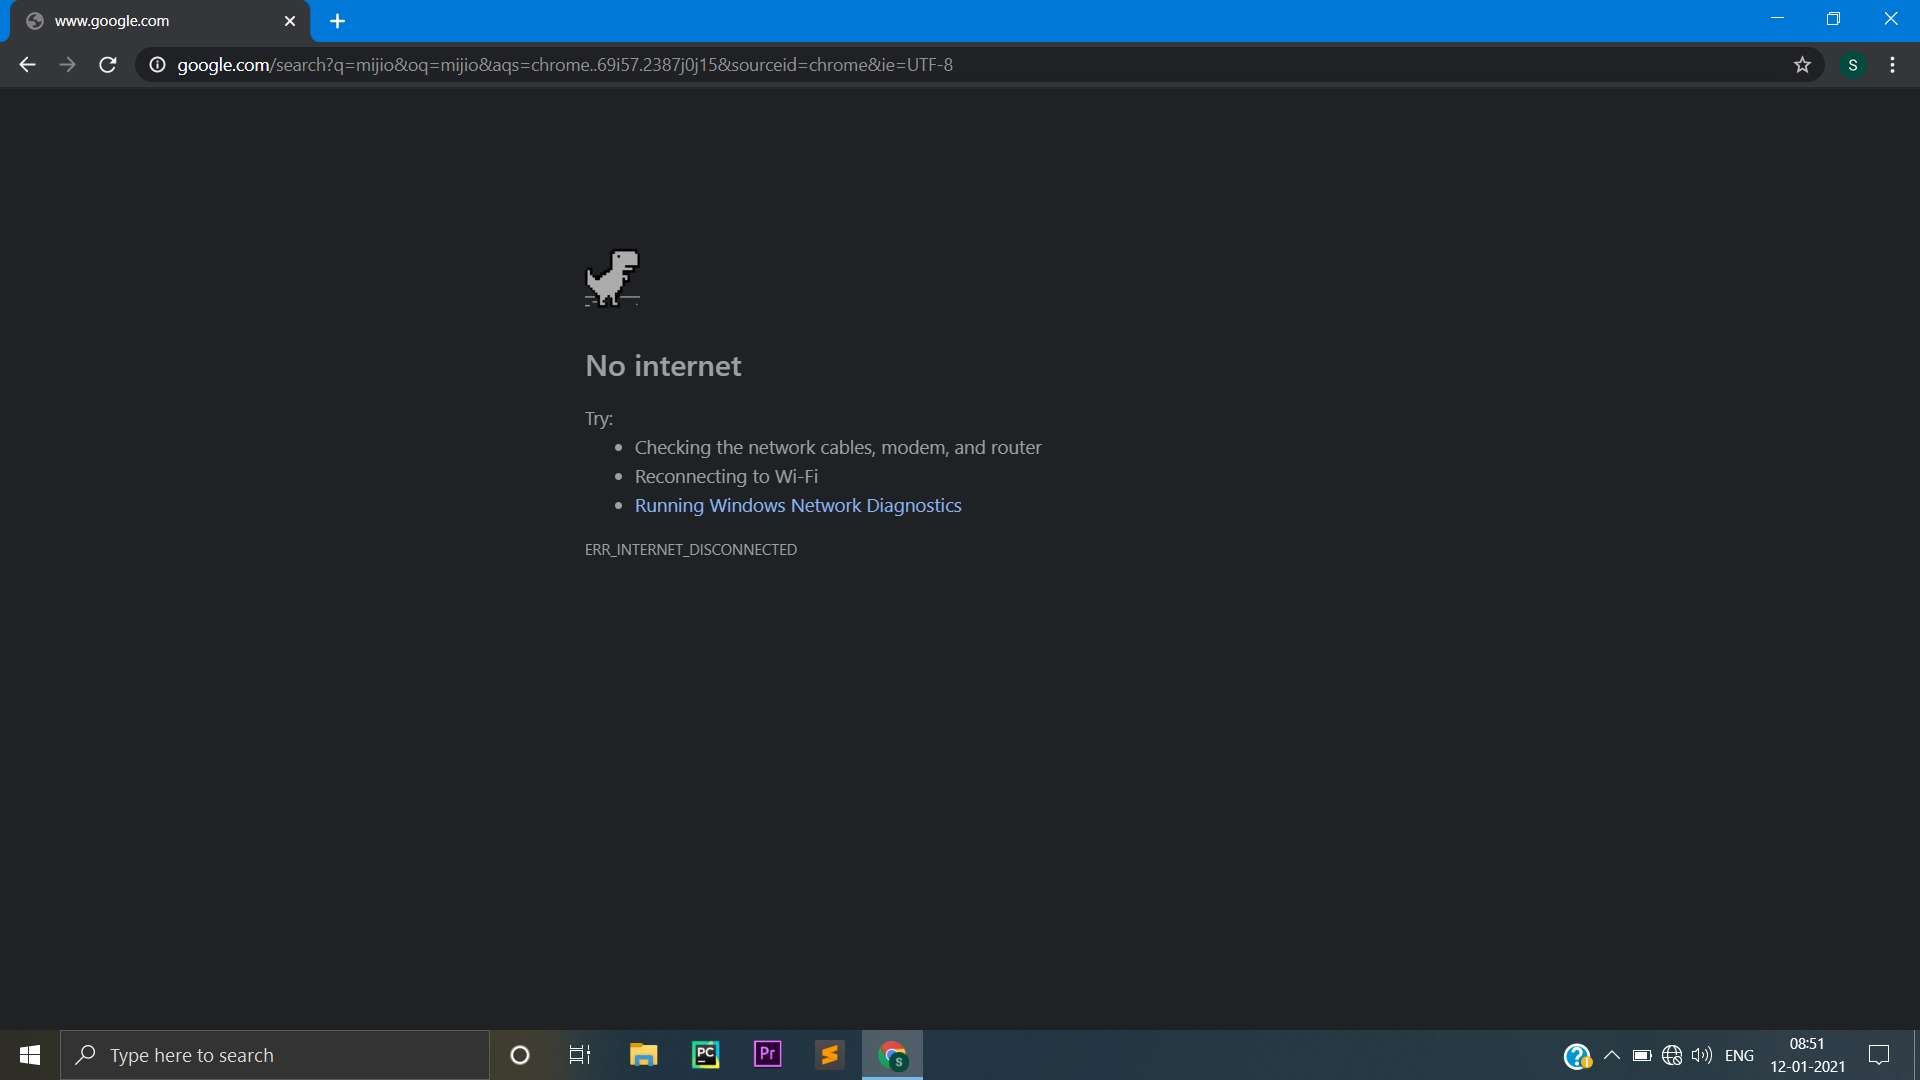 www.google.com
google.com/search?q=mijio&oq=mijio&aqs=chrome..69i57.2387j0j15&sourceid=chrome&ie=UTF-8
S
No internet
Try:
Checking the network cables, modem, and router
Reconnecting to Wi-Fi
Running Windows Network Diagnostics
ERR_INTERNET_DISCONNECTED
Type here to search
PC
Pr
S
ENG
08:51
12-01-2021